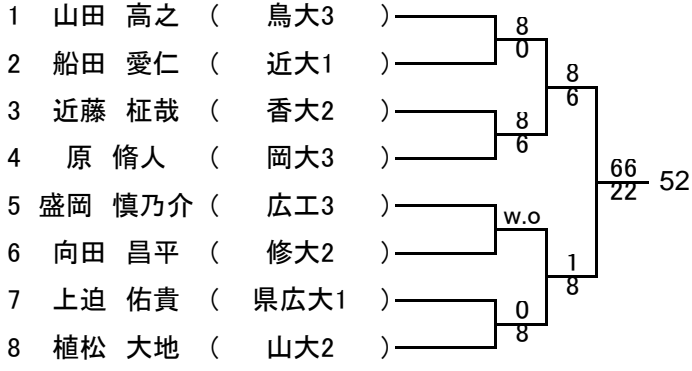 1 山田 高之 ( 鳥大3 )
8
0
2 船田 愛仁 ( 近大1 )
8
6
3 近藤 柾哉 ( 香大2 )
8
6
4 原 脩人 ( 岡大3 )
66
22
52
5 盛岡 慎乃介 ( 広工3 )
w.o
6 向田 昌平 ( 修大2 )
1
8
7 上迫 佑貴 ( 県広大1 )
0
8
8 植松 大地 ( 山大2 )